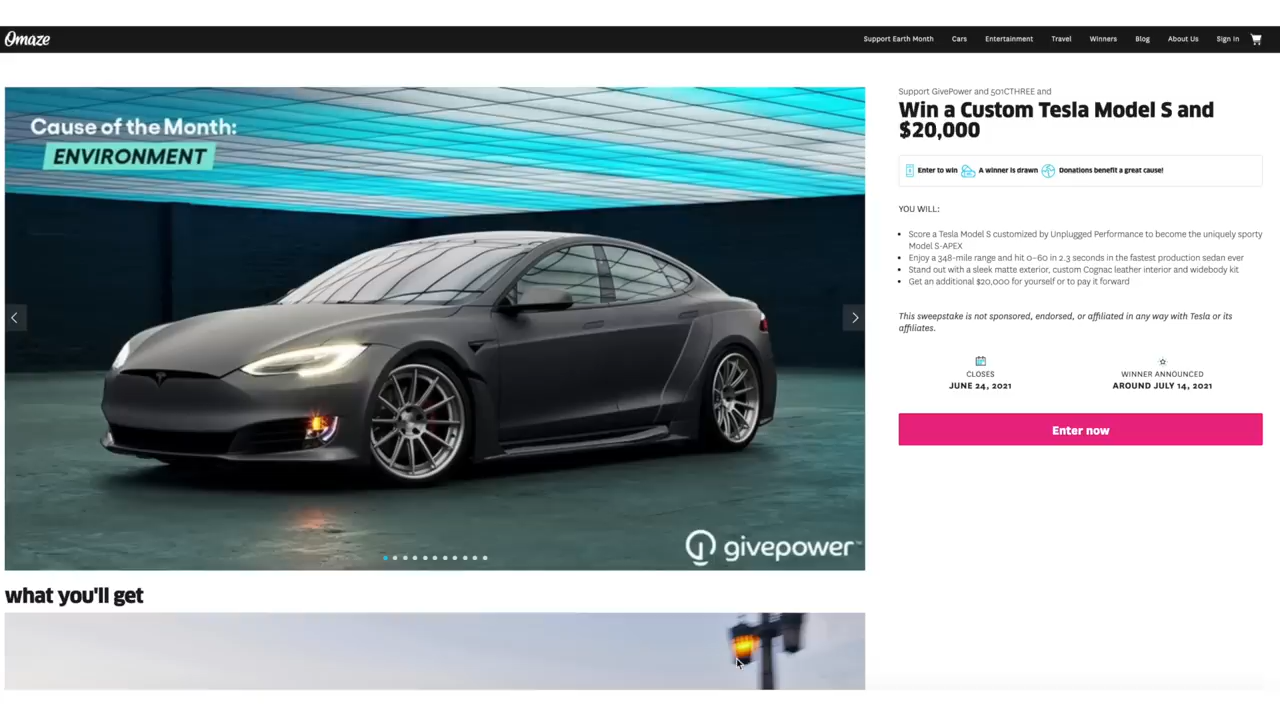 Omaze
Support Earth Month
Cars
Entertainment
Travel
Winners
Blog
About Us
Sign In
Cause of the Month:
ENVIRONMENT
givepower
Support GivePower and 501CTHREE and
Win a Custom Tesla Model S and
$20,000
Enter to win
A winner is drawn
Donations benefit a great cause!
YOU WILL:
Score a Tesla Model S customized by Unplugged Performance to become the uniquely sporty
Model S-APEX
Enjoy a 348-mile range and hit 0–60 in 2.3 seconds in the fastest production sedan ever
Stand out with a sleek matte exterior, custom Cognac leather interior and widebody kit
Get an additional $20,000 for yourself or to pay it forward
This sweepstake is not sponsored, endorsed, or affiliated in any way with Tesla or its
affiliates.
CLOSES
JUNE 24, 2021
WINNER ANNOUNCED
AROUND JULY 14, 2021
Enter now
what you'll get